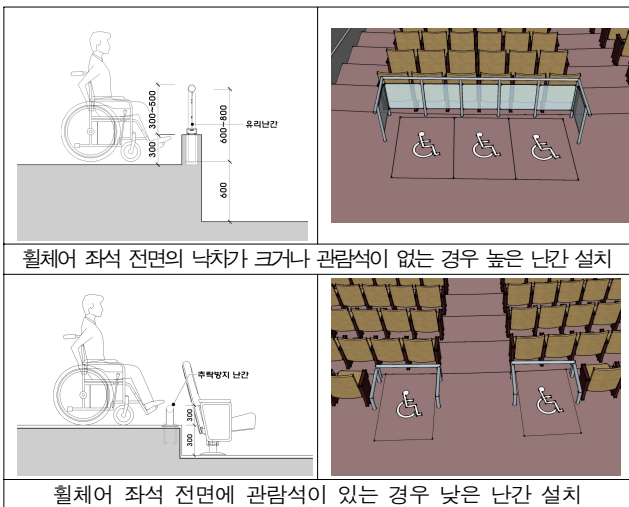 300~500
300
600~800
600
유리난간
휠체어 좌석 전면의 낙차가 크거나 관람석이 없는 경우 높은 난간 설치
추락방지 난간
300
300
휠체어 좌석 전면에 관람석이 있는 경우 낮은 난간 설치